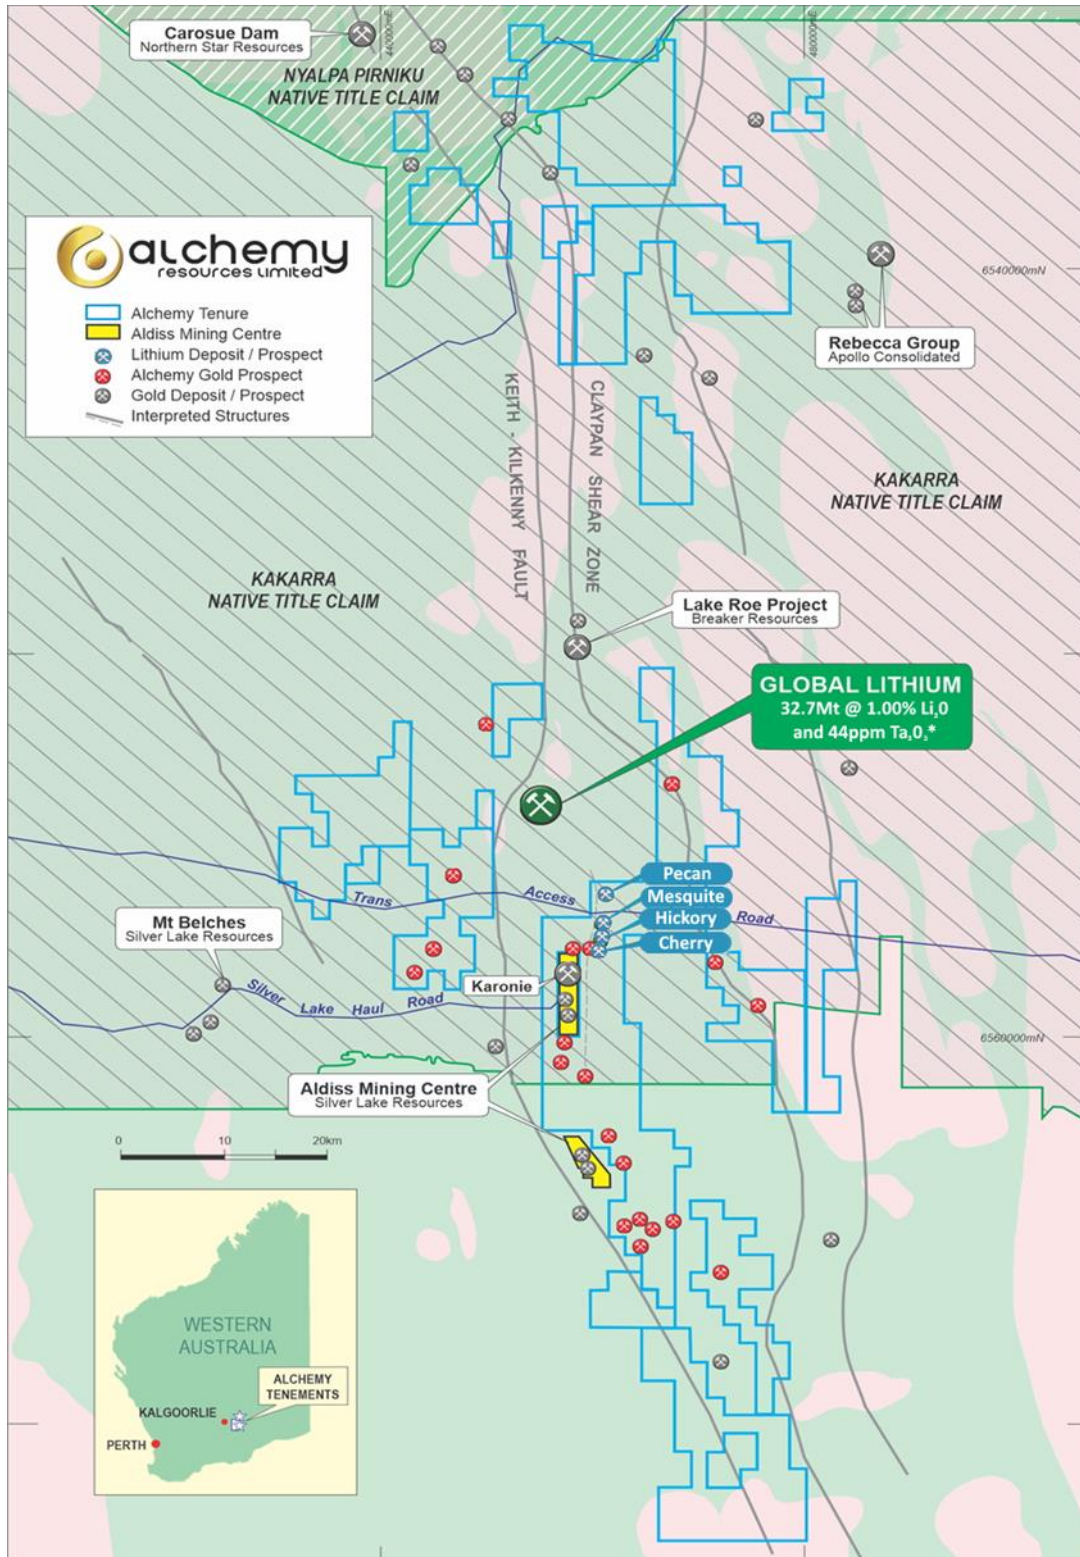 Carosue Dam
Northern Star Resources
440000mE
480000mE
NYALPA PIRNIKU
NATIVE TITLE CLAIM
alchemy
resources limited
Alchemy Tenure
Aldiss Mining Centre
Lithium Deposit / Prospect
Alchemy Gold Prospect
Gold Deposit / Prospect
Interpreted Structures
6540000mN
Rebecca Group
Apollo Consolidated
KEITH - KILKENNY FAULT
CLAYPAN SHEAR ZONE
KAKARRA
NATIVE TITLE CLAIM
KAKARRA
NATIVE TITLE CLAIM
Lake Roe Project
Breaker Resources
GLOBAL LITHIUM
32.7Mt @ 1.00% Li₂0
and 44ppm Ta₂0₅*
Pecan
Mesquite
Hickory
Cherry
Trans Access Road
Mt Belches
Silver Lake Resources
Karonie
Silver Lake Haul Road
6560000mN
Aldiss Mining Centre
Silver Lake Resources
0 10 20km
WESTERN
AUSTRALIA
ALCHEMY
TENEMENTS
KALGOORLIE
PERTH